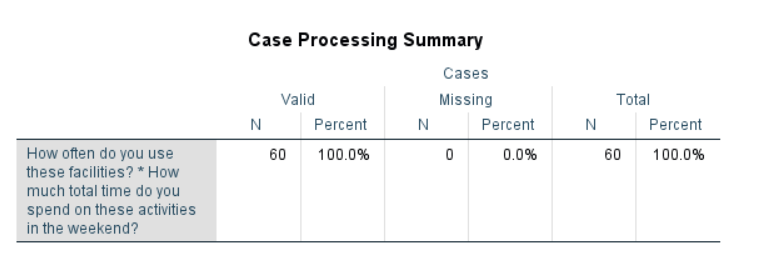 Case Processing Summary
Cases
Valid Missing Total
N Percent N Percent N Percent
How often do you use 60 100.0% 0 0.0% 60 100.0%
these facilities? * How
much total time do you
spend on these activities
in the weekend?